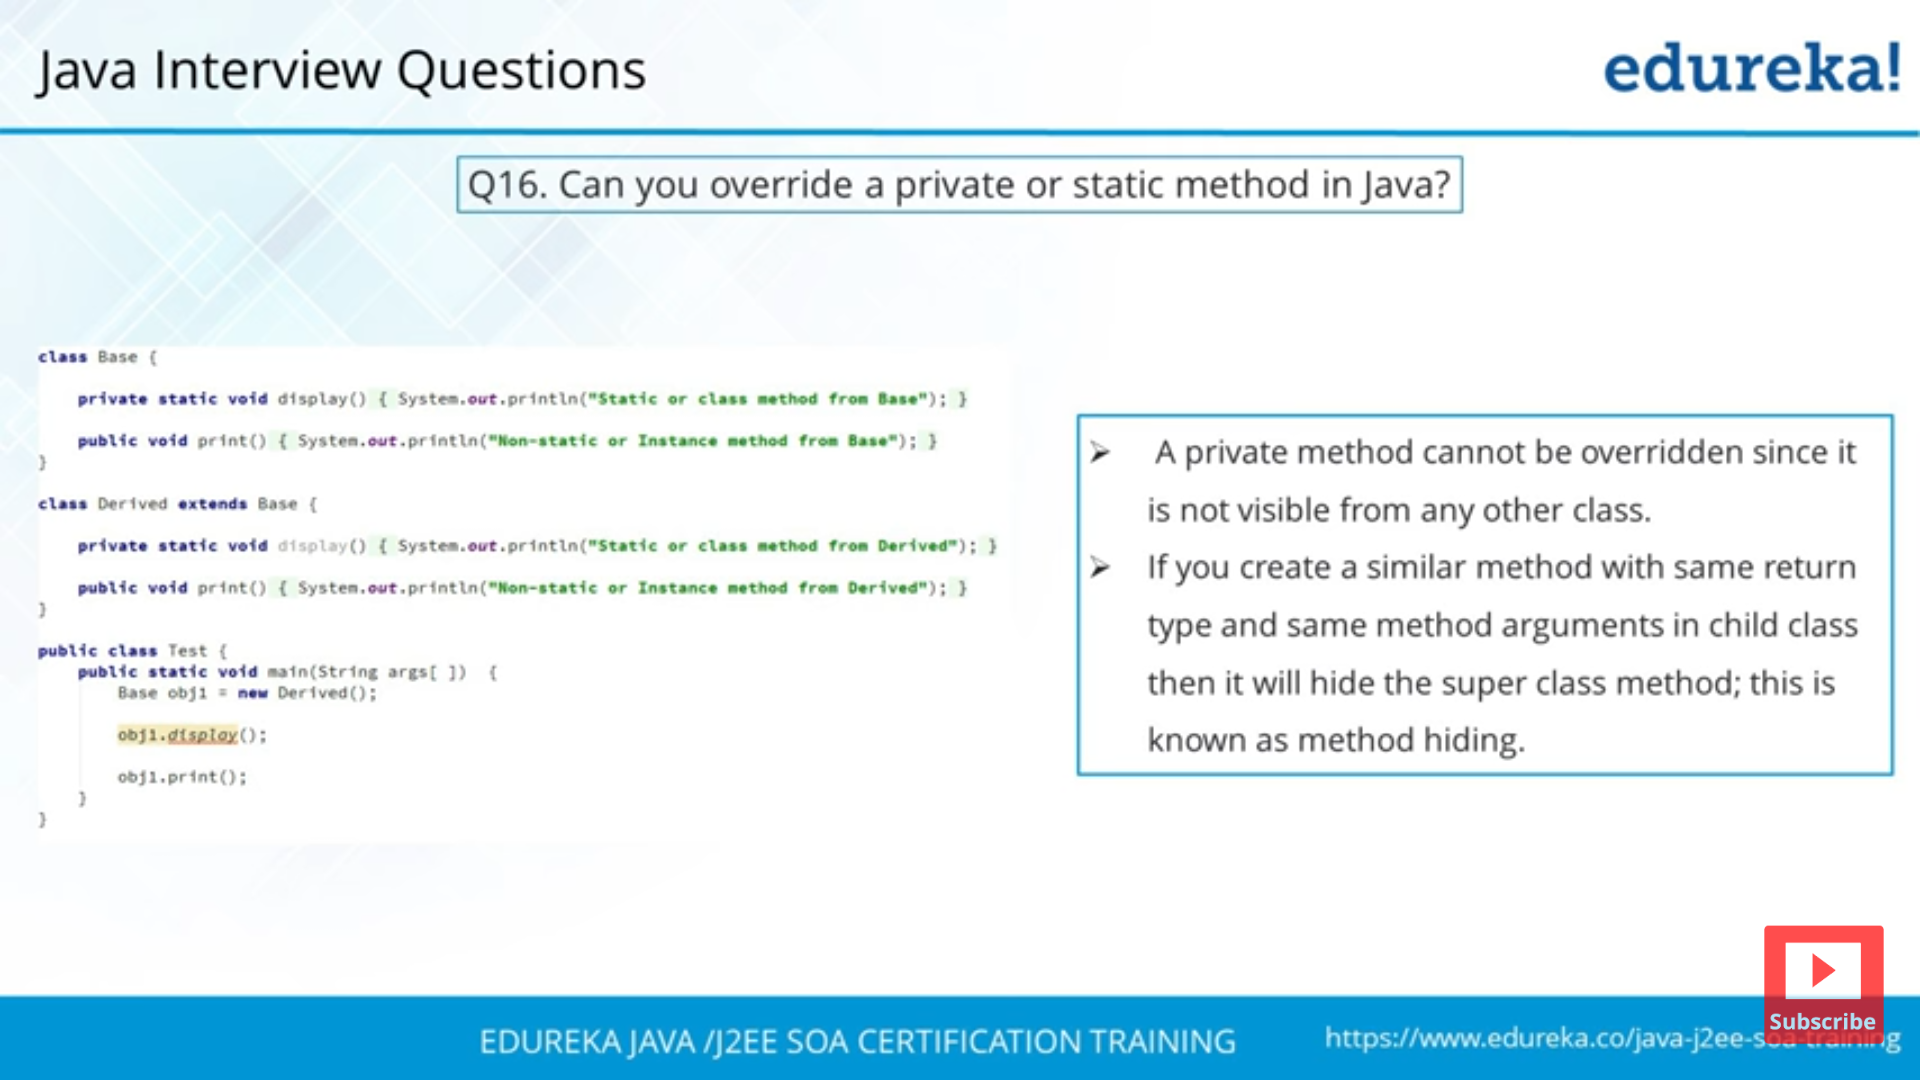 Java Interview Questions
edureka!
Q16. Can you override a private or static method in Java?
class Base {
private static void display() { System.out.println("Static or class method from Base"); }
public void print() { System.out.println("Non-static or Instance method from Base"); }
}
class Derived extends Base {
private static void display() { System.out.println("Static or class method from Derived"); }
public void print() { System.out.println("Non-static or Instance method from Derived"); }
}
public class Test {
public static void main(String args[ ]) {
Base obj1 = new Derived();
obj1.display();
obj1.print();
}
}
➢ A private method cannot be overridden since it
is not visible from any other class.
➢ If you create a similar method with same return
type and same method arguments in child class
then it will hide the super class method; this is
known as method hiding.
Subscribe
EDUREKA JAVA /J2EE SOA CERTIFICATION TRAINING
https://www.edureka.co/java-j2ee-soa-training